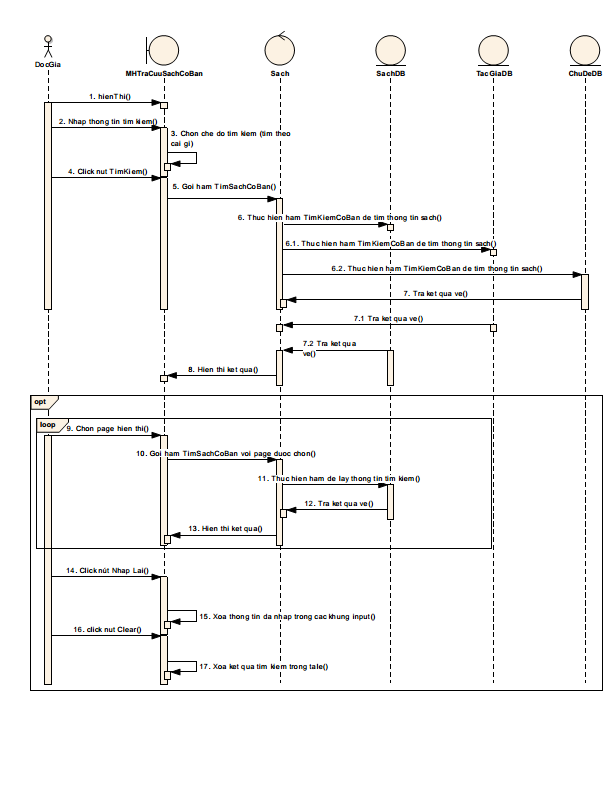 DocGia
MHTraCuuSachCoBan
Sach
SachDB
TacGiaDB
ChuDeDB
1. hienThi()
2. Nhap thong tin tim kiem()
3. Chon che do tim kiem (tim theo
cai gi)
4. Click nut TimKiem()
5. Goi ham TimSachCoBan()
6. Thuc hien ham TimKiemCoBan de tim thong tin sach()
6.1. Thuc hien ham TimKiemCoBan de tim thong tin sach()
6.2. Thuc hien ham TimKiemCoBan de tim thong tin sach()
7. Tra ket qua ve()
7.1 Tra ket qua ve()
7.2 Tra ket qua
ve()
8. Hien thi ket qua()
opt
loop
9. Chon page hien thi()
10. Goi ham TimSachCoBan voi page duoc chon()
11. Thuc hien ham de lay thong tin tim kiem()
12. Tra ket qua ve()
13. Hien thi ket qua()
14. Click nút Nhap Lai()
15. Xoa thong tin da nhap trong cac khung input()
16. click nut Clear()
17. Xoa ket qua tim kiem trong tale()